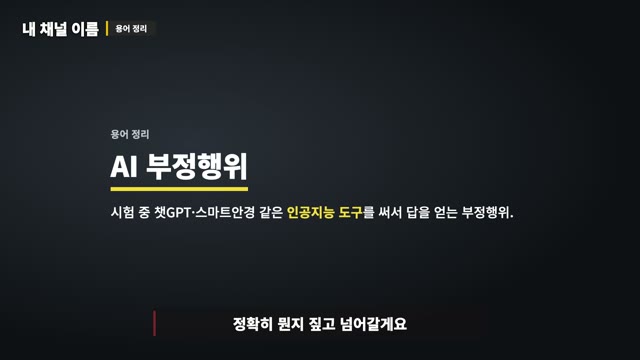 내 채널 이름
용어 정리
용어 정리
AI 부정행위
시험 중 챗GPT·스마트안경 같은 인공지능 도구를 써서 답을 얻는 부정행위.
정확히 뭔지 짚고 넘어갈게요